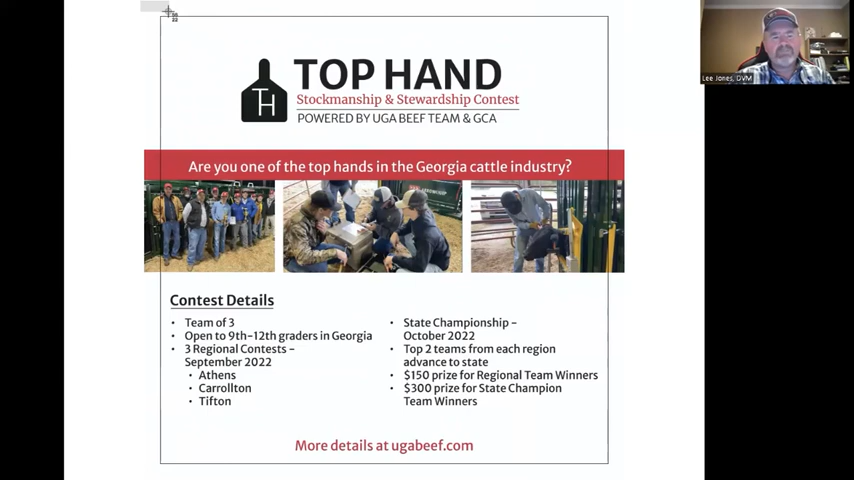 56
22
TOP HAND
TH
Stockmanship & Stewardship Contest
POWERED BY UGA BEEF TEAM & GCA
Lee Jones, DVM
Are you one of the top hands in the Georgia cattle industry?
Contest Details
• Team of 3
• Open to 9th-12th graders in Georgia
• 3 Regional Contests -
September 2022
• Athens
• Carrollton
• Tifton
• State Championship -
October 2022
• Top 2 teams from each region
advance to state
• $150 prize for Regional Team Winners
• $300 prize for State Champion
Team Winners
More details at ugabeef.com